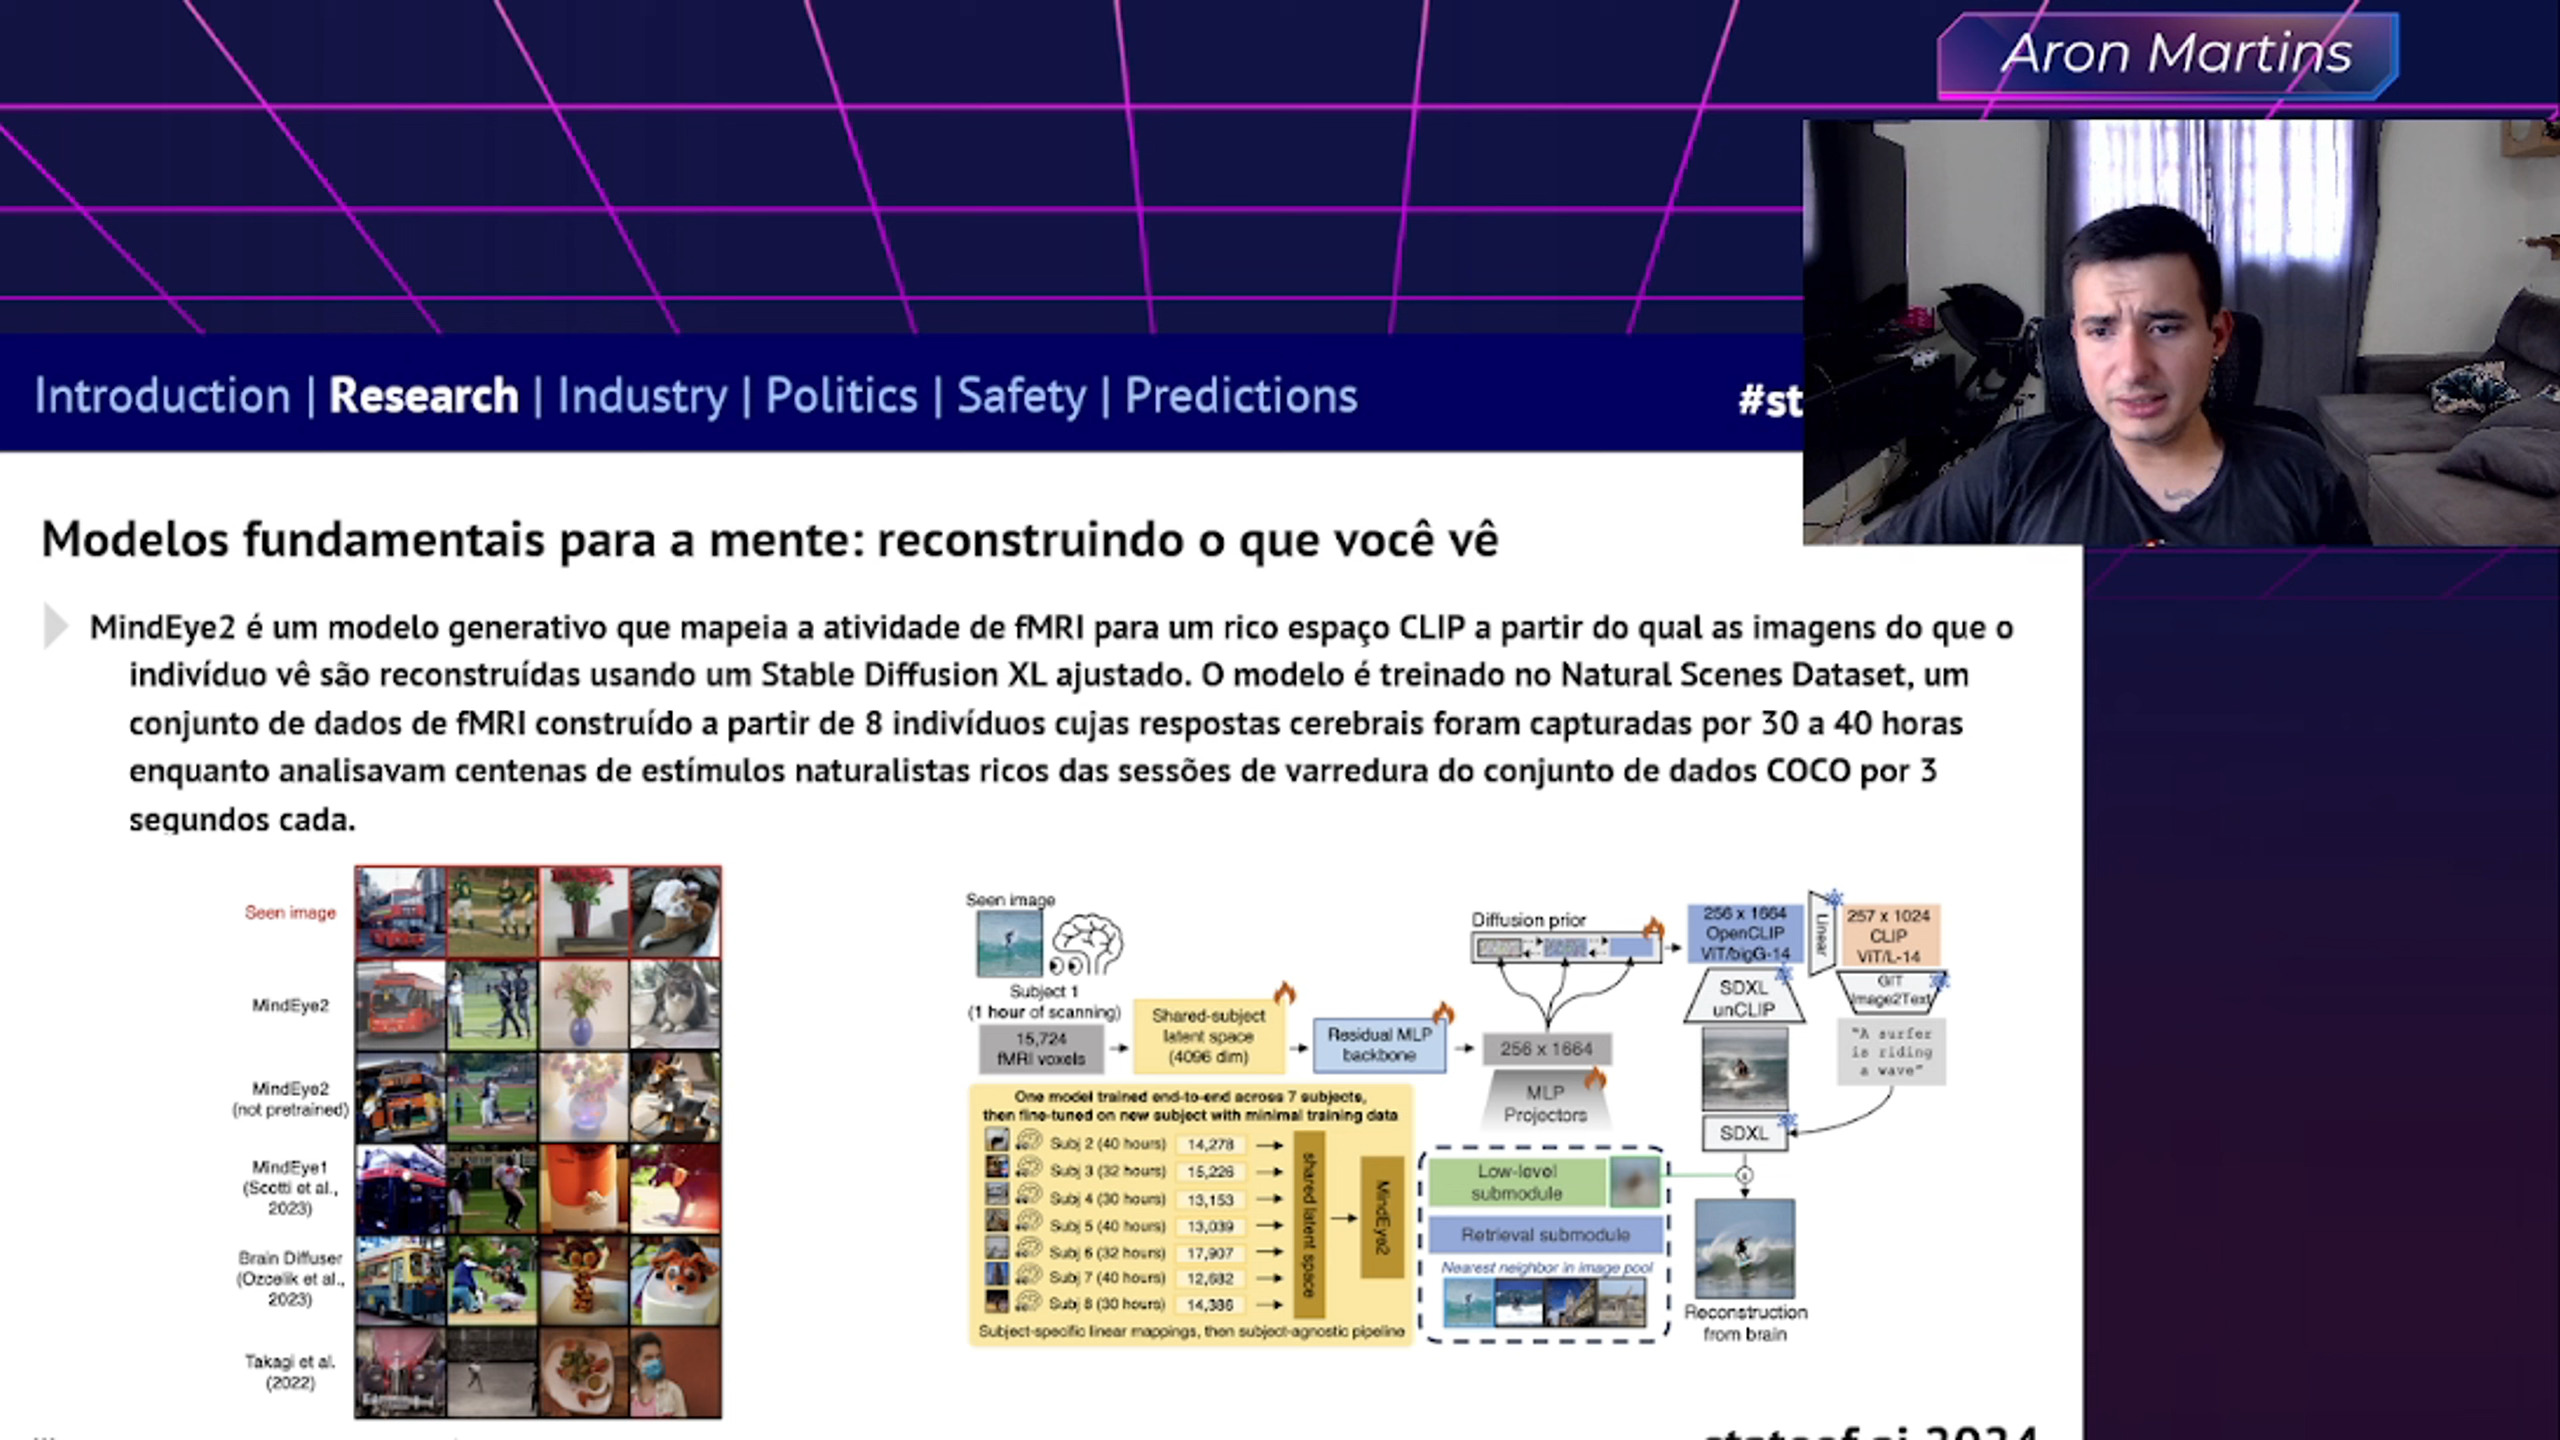 Aron Martins
Introduction | Research | Industry | Politics | Safety | Predictions
#st
Modelos fundamentais para a mente: reconstruindo o que você vê
MindEye2 é um modelo generativo que mapeia a atividade de fMRI para um rico espaço CLIP a partir do qual as imagens do que o
indivíduo vê são reconstruídas usando um Stable Diffusion XL ajustado. O modelo é treinado no Natural Scenes Dataset, um
conjunto de dados de fMRI construído a partir de 8 indivíduos cujas respostas cerebrais foram capturadas por 30 a 40 horas
enquanto analisavam centenas de estímulos naturalistas ricos das sessões de varredura do conjunto de dados COCO por 3
segundos cada.
Seen image
MindEye2
MindEye2
(not pretrained)
MindEye1
(Scotti et al.,
2023)
Brain Diffuser
(Ozcelik et al.,
2023)
Takagi et al.
(2022)
Seen image
Subject 1
(1 hour of scanning)
15,724
fMRI voxels
Shared-subject
latent space
(4096 dim)
Residual MLP
backbone
256 x 1664
MLP
Projectors
Diffusion prior
256 x 1664
OpenCLIP
ViT/bigG-14
Linear
257 x 1024
CLIP
ViT/L-14
SDXL
unCLIP
GIT
Image2Text
"A surfer
is riding
a wave"
SDXL
One model trained end-to-end across 7 subjects,
then fine-tuned on new subject with minimal training data
Subj 2 (40 hours) 14,278
Subj 3 (32 hours) 15,226
Subj 4 (30 hours) 13,153
Subj 5 (40 hours) 13,039
Subj 6 (32 hours) 17,907
Subj 7 (40 hours) 12,682
Subj 8 (30 hours) 14,386
shared latent space
MindEye2
Subject-specific linear mappings, then subject-agnostic pipeline
Low-level
submodule
Retrieval submodule
Nearest neighbor in image pool
Reconstruction
from brain
stateof.ai 2024